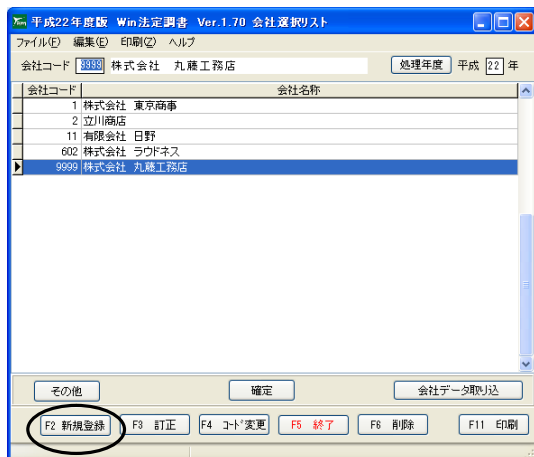 平成22年度版 Win法定調書 Ver.1.70 会社選択リスト
ファイル(F) 編集(E) 印刷(Z) ヘルプ
会社コード 9999 株式会社 丸藤工務店 処理年度 平成 22 年
会社コード 会社名称
1 株式会社 東京商事
2 立川商店
11 有限会社 日野
602 株式会社 ラウドネス
9999 株式会社 丸藤工務店
その他 確定 会社データ取り込
F2 新規登録 F3 訂正 F4 コード変更 F5 終了 F6 削除 F11 印刷